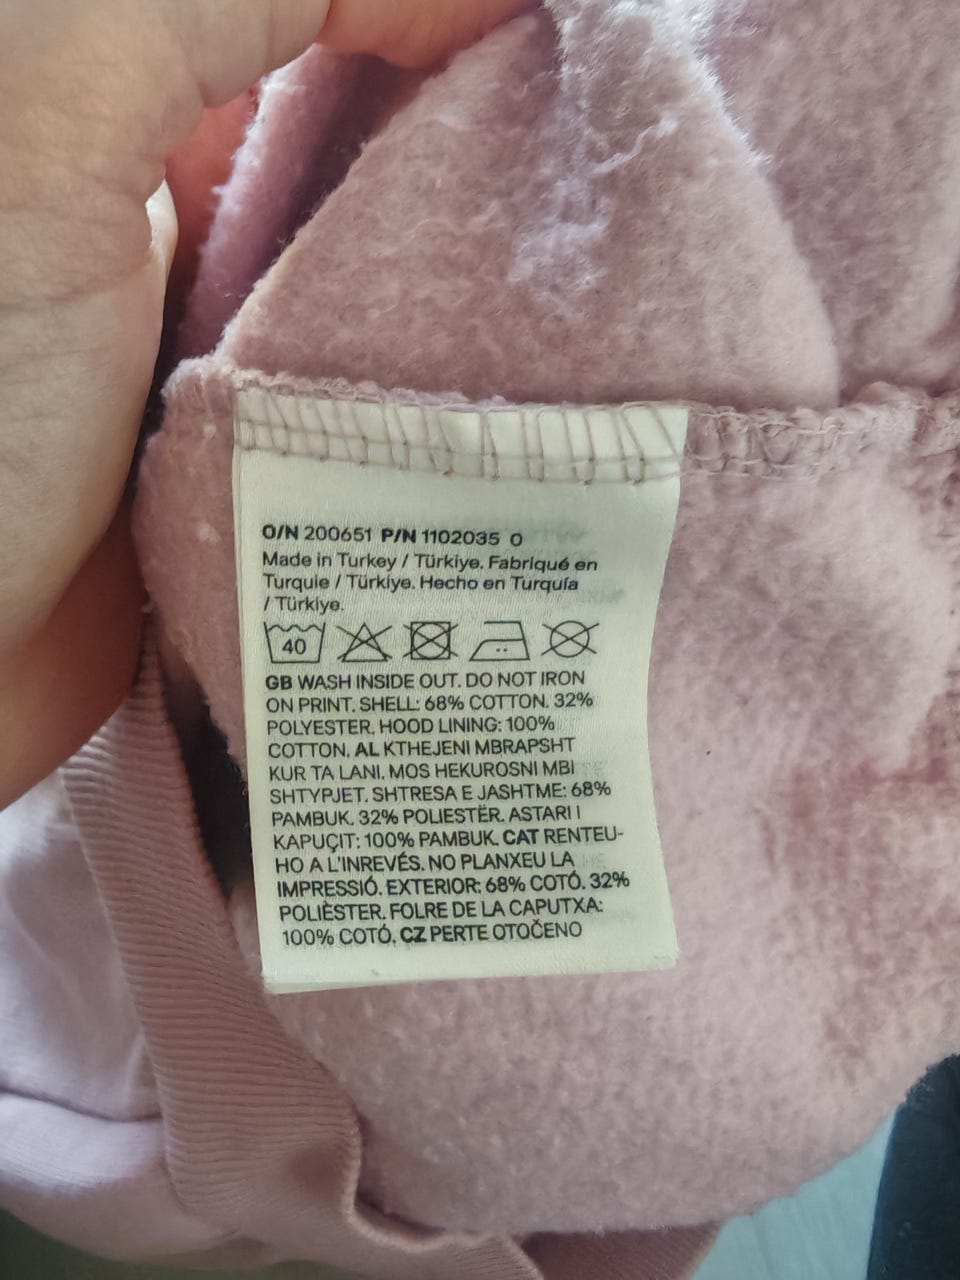 O/N 200651 P/N 1102035 O
Made in Turkey / Türkiye. Fabriqué en
Turquie / Türkiye. Hecho en Turquía
/ Türkiye.
40
GB WASH INSIDE OUT. DO NOT IRON
ON PRINT. SHELL: 68% COTTON. 32%
POLYESTER. HOOD LINING: 100%
COTTON. AL KTHEJENI MBRAPSHT
KUR TA LANI. MOS HEKUROSNI MBI
SHTYPJET. SHTRESA E JASHTME: 68%
PAMBUK. 32% POLIESTËR. ASTARI I
KAPUÇIT: 100% PAMBUK. CAT RENTEU-
HO A L'INREVÉS. NO PLANXEU LA
IMPRESSIÓ. EXTERIOR: 68% COTÓ. 32%
POLIÈSTER. FOLRE DE LA CAPUTXA:
100% COTÓ. CZ PERTE OTOČENO